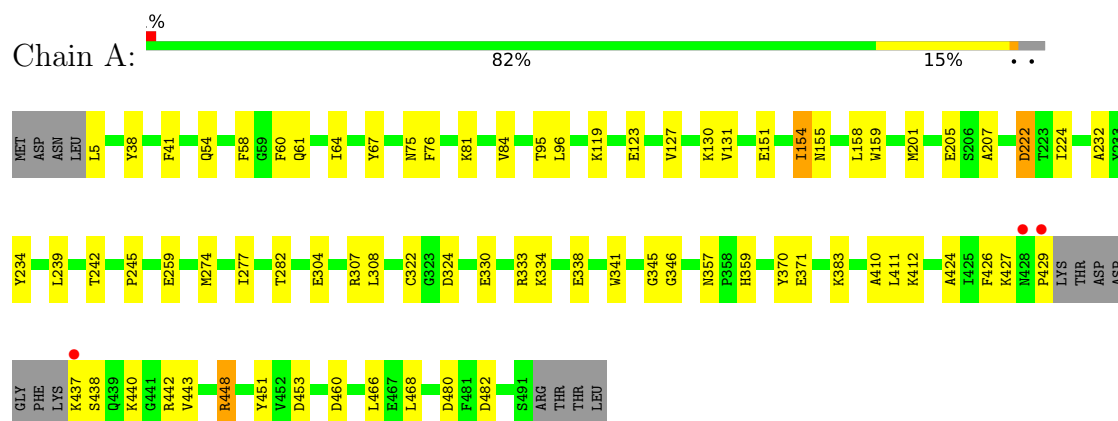 .%
Chain A:
82% 15% • •
MET ASP ASN LEU L5 Y38 F41 Q54 F58 G59 F60 Q61 I64 Y67 N75 F76 K81 V84 T95 L96 K119 E123 V127 K130 V131 E151 I154 N155 L158 W159 M201 E205 S206 A207 D222 T223 I224 A232 Y233
Y234 L239 T242 P245 E259 M274 I277 T282 E304 R307 L308 C322 G323 D324 E330 R333 K334 E338 W341 G345 G346 N357 P358 H359 Y370 E371 K383 A410 L411 K412 A424 I425 F426 K427 N428 P429 LYS THR ASP ASP
GLY PHE LYS K437 S438 Q439 K440 G441 R442 V443 R448 Y451 V452 D453 D460 L466 E467 L468 D480 F481 D482 S491 ARG THR THR LEU